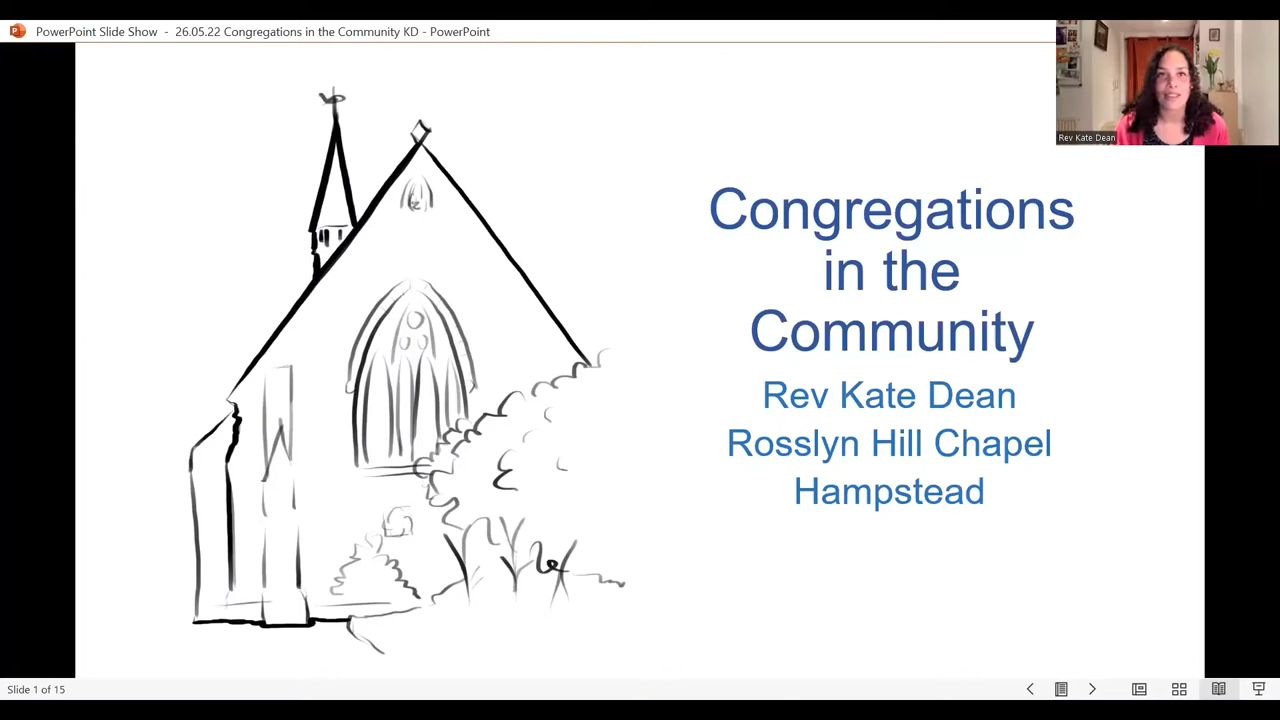 PowerPoint Slide Show - 26.05.22 Congregations in the Community KD - PowerPoint
Rev Kate Dean
Congregations
in the
Community
Rev Kate Dean
Rosslyn Hill Chapel
Hampstead
Slide 1 of 15